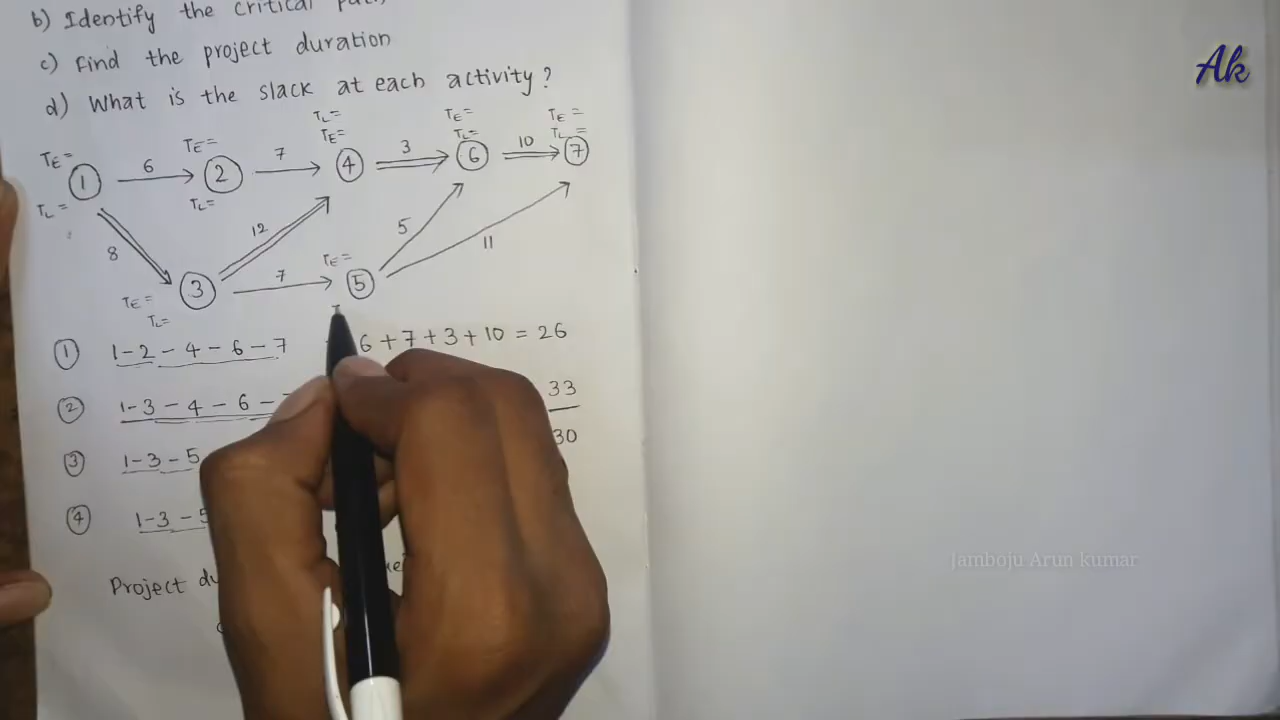 b) Identify the critical
c) Find the project duration
d) What is the slack at each activity?
TL= TE= TE=
TE= TL= TL=
TE= 1 6 TE= 2 7 4 3 6 10 7
TL= TL=
8 12 5 11
TE= 3 7 TE= 5
TL=
1 1-2-4-6-7 6+7+3+10 = 26
2 1-3-4-6- 33
3 1-3-5 30
4 1-3-5
Project
Ak
Jamboju Arun kumar